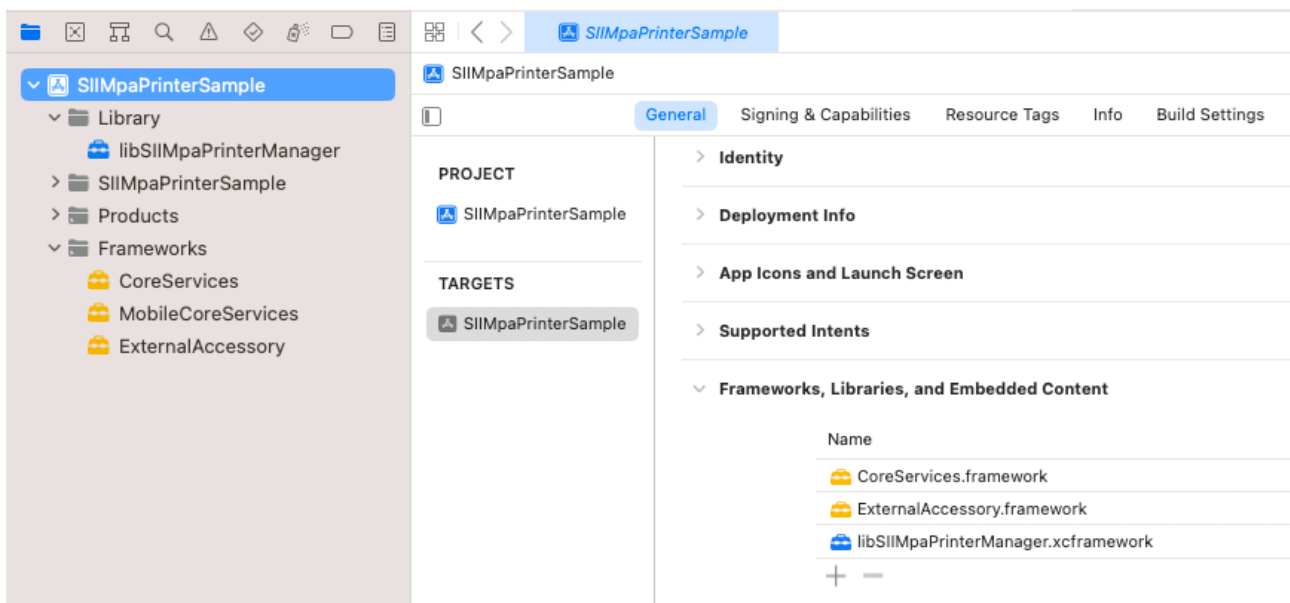 SIIMpaPrinterSample
Library
libSIIMpaPrinterManager
SIIMpaPrinterSample
Products
Frameworks
CoreServices
MobileCoreServices
ExternalAccessory
SIIMpaPrinterSample
SIIMpaPrinterSample
General Signing & Capabilities Resource Tags Info Build Settings
PROJECT
SIIMpaPrinterSample
TARGETS
SIIMpaPrinterSample
Identity
Deployment Info
App Icons and Launch Screen
Supported Intents
Frameworks, Libraries, and Embedded Content
Name
CoreServices.framework
ExternalAccessory.framework
libSIIMpaPrinterManager.xcframework